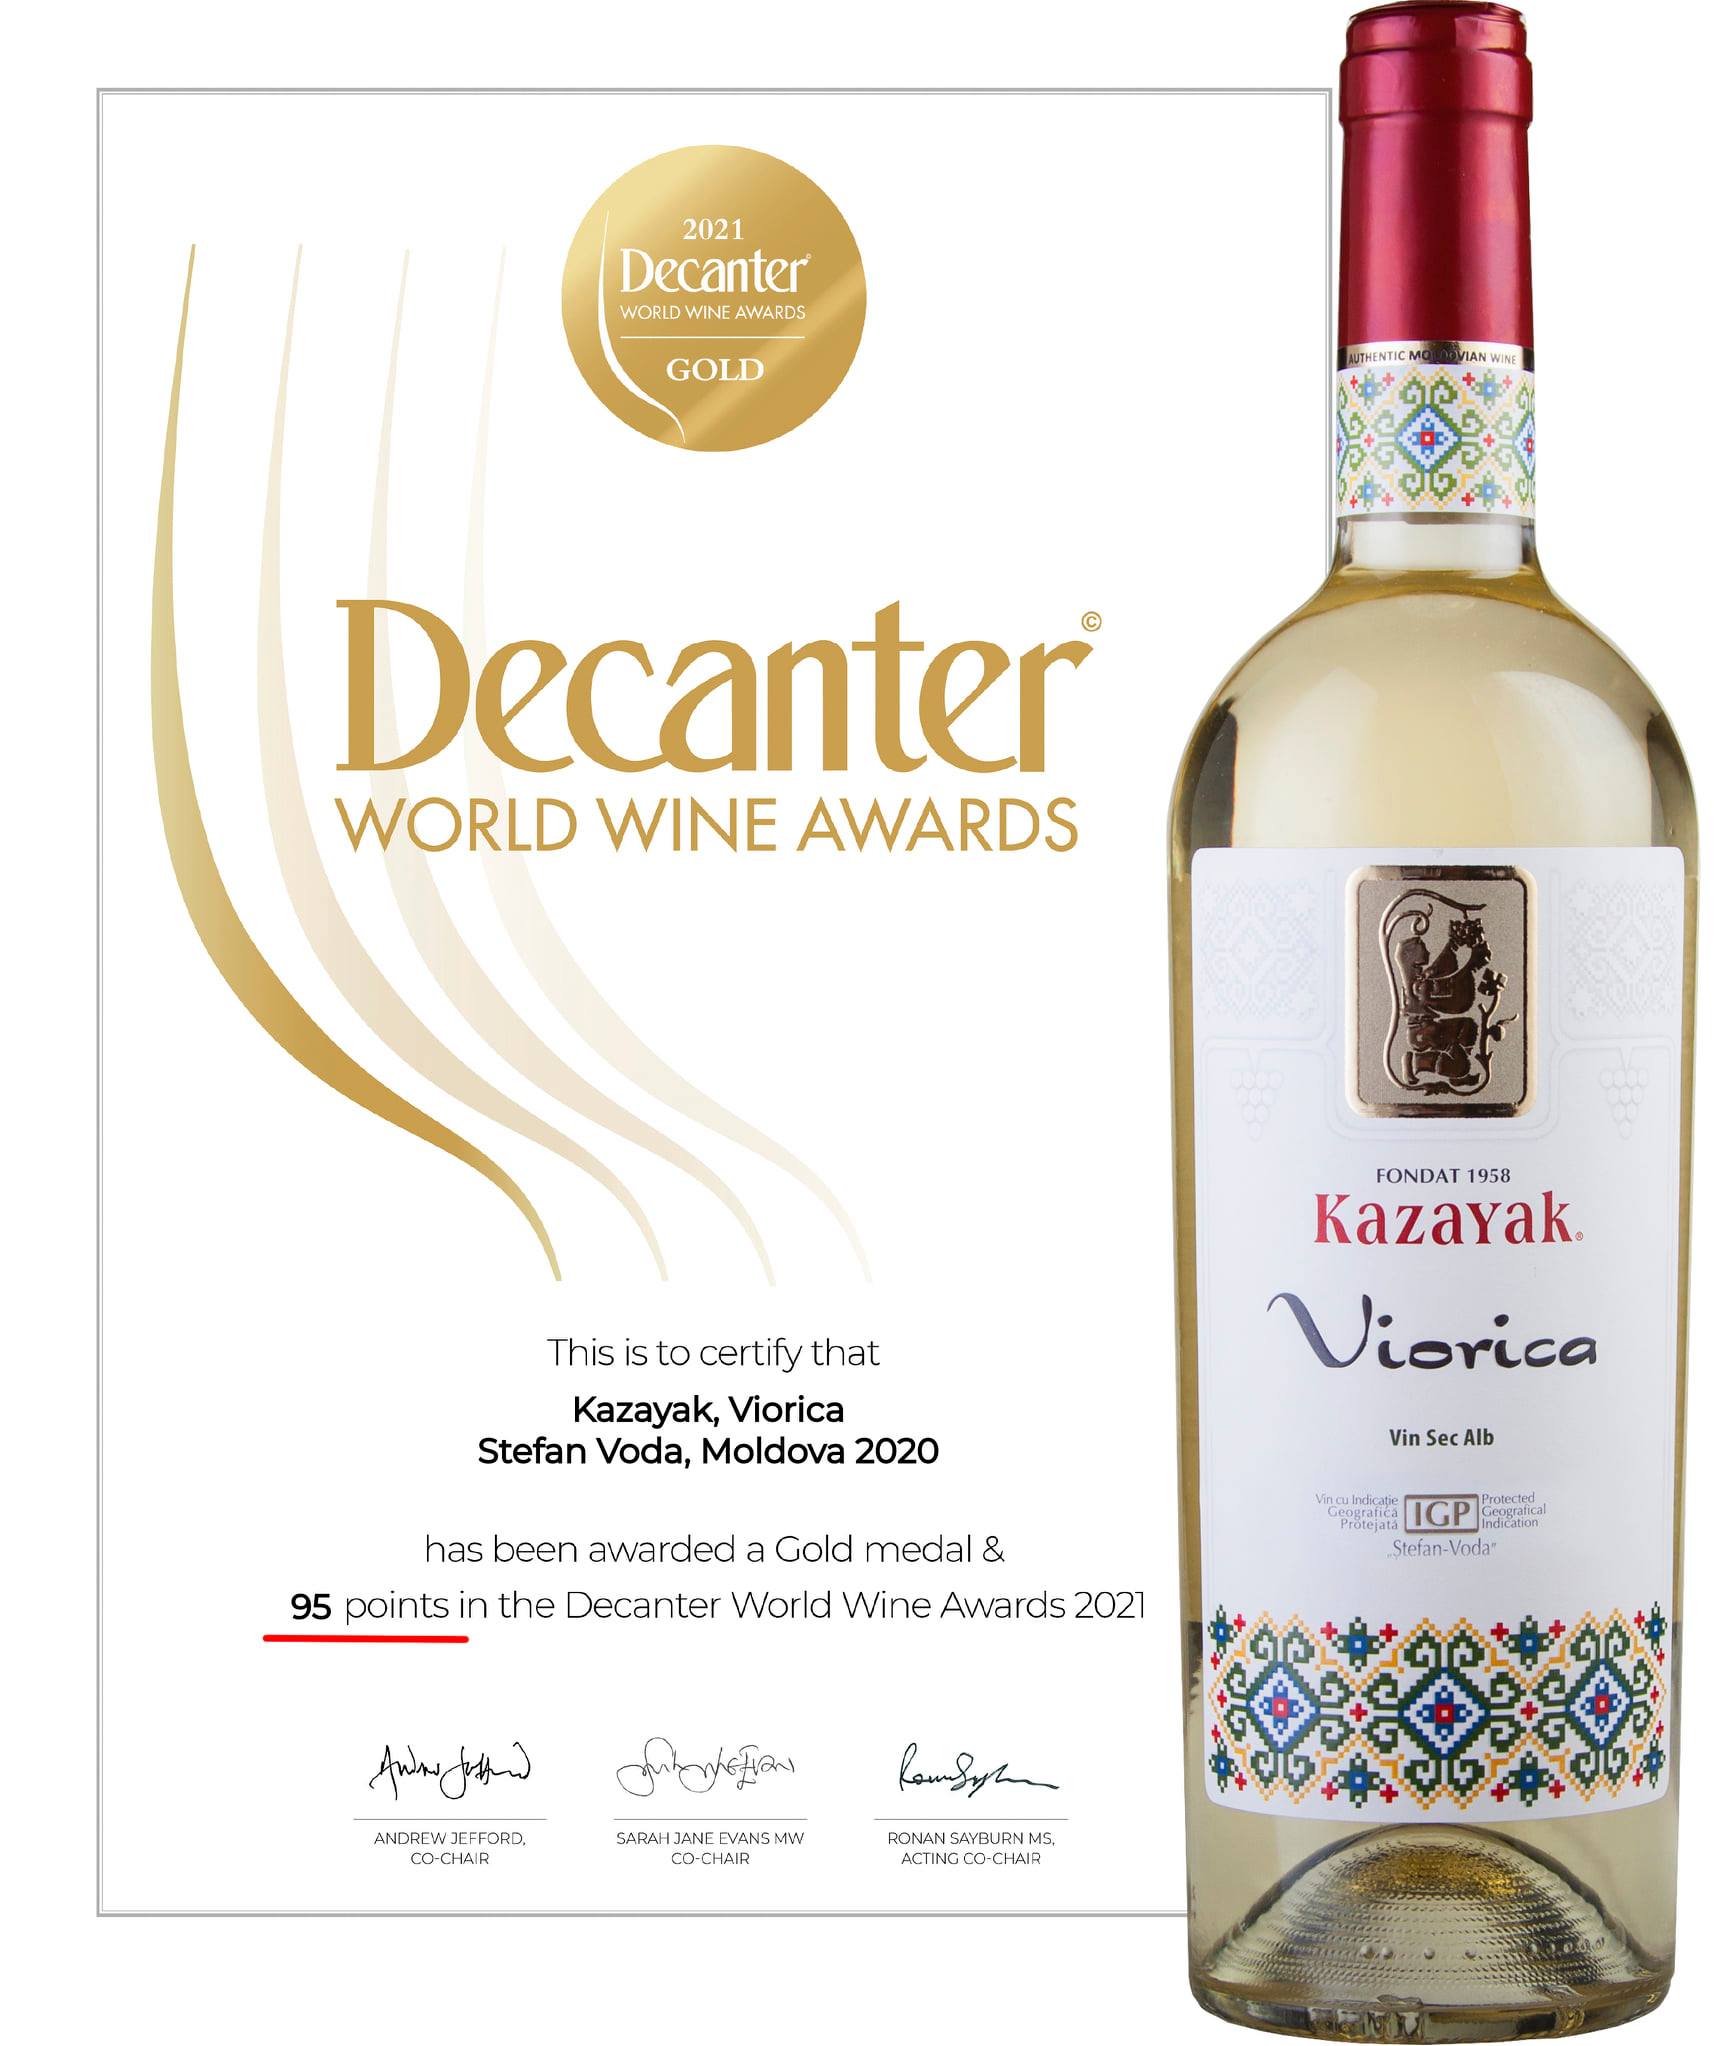 2021
Decanter
WORLD WINE AWARDS
GOLD
Decanter©
WORLD WINE AWARDS
This is to certify that
Kazayak, Viorica
Stefan Voda, Moldova 2020
has been awarded a Gold medal &
95 points in the Decanter World Wine Awards 2021
ANDREW JEFFORD,
CO-CHAIR
SARAH JANE EVANS MW
CO-CHAIR
RONAN SAYBURN MS,
ACTING CO-CHAIR
AUTHENTIC MOLDOVIAN WINE
FONDAT 1958
Kazayak®
Viorica
Vin Sec Alb
Vin cu Indicație
Geografică
Protejată
IGP
Protected
Geografical
Indication
„Ștefan-Voda"